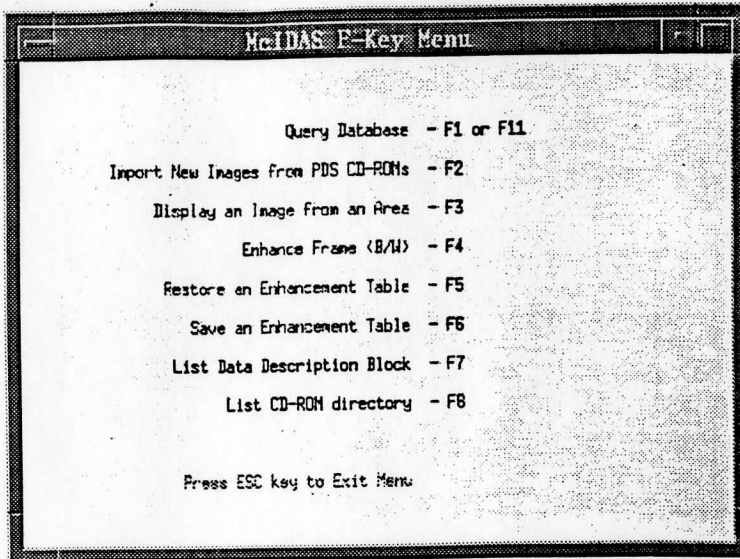 McIDAS F-Key Menu
Query Database - F1 or F11
Import New Images from PDS CD-ROMs - F2
Display an Image from an Area - F3
Enhance Frame (B/W) - F4
Restore an Enhancement Table - F5
Save an Enhancement Table - F6
List Data Description Block - F7
List CD-ROM directory - F8
Press ESC key to Exit Menu